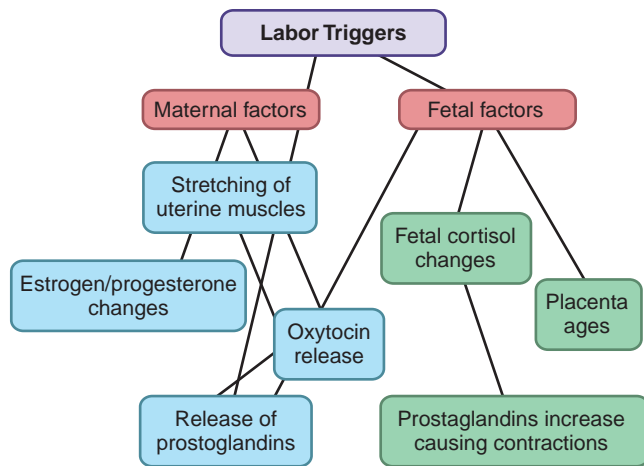 Labor Triggers
Maternal factors
Fetal factors
Stretching of
uterine muscles
Fetal cortisol
changes
Estrogen/progesterone
changes
Placenta
ages
Oxytocin
release
Release of
prostoglandins
Prostaglandins increase
causing contractions